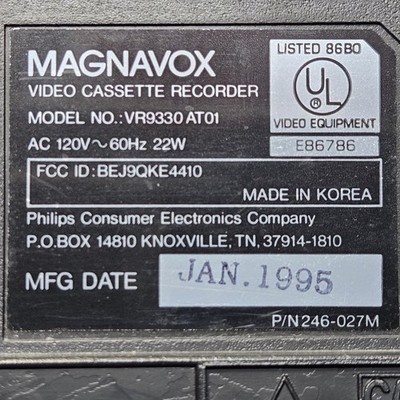 MAGNAVOX
VIDEO CASSETTE RECORDER
MODEL NO.:VR9330 AT01
AC 120V~60Hz 22W
LISTED 86B0
UL
®
VIDEO EQUIPMENT
E86786
FCC ID:BEJ9QKE4410
MADE IN KOREA
Philips Consumer Electronics Company
P.O.BOX 14810 KNOXVILLE, TN, 37914-1810
MFG DATE JAN. 1995
P/N246-027M